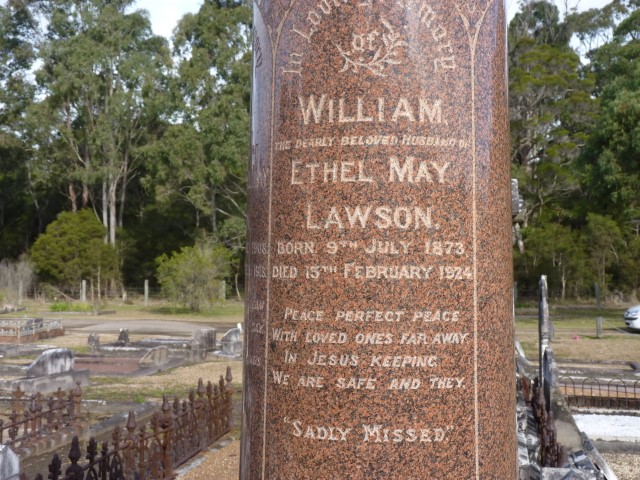 In Loving Memory
of
WILLIAM.
THE DEARLY BELOVED HUSBAND OF
ETHEL MAY
LAWSON.
BORN 9TH JULY 1873
DIED 15TH FEBRUARY 1924
PEACE PERFECT PEACE
WITH LOVED ONES FAR AWAY
IN JESUS KEEPING
WE ARE SAFE AND THEY.
"SADLY MISSED."